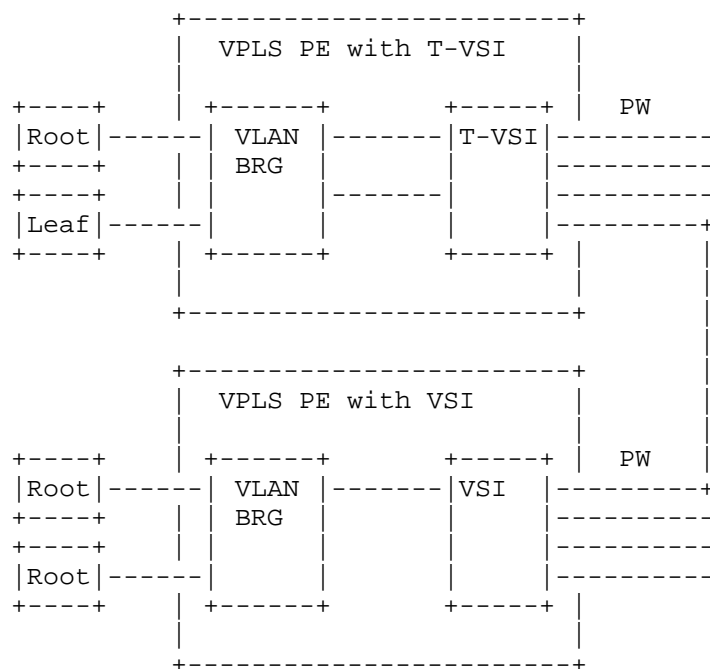 VPLS PE with T-VSI
PW
Root VLAN T-VSI
BRG
Leaf
VPLS PE with VSI
PW
Root VLAN VSI
BRG
Root